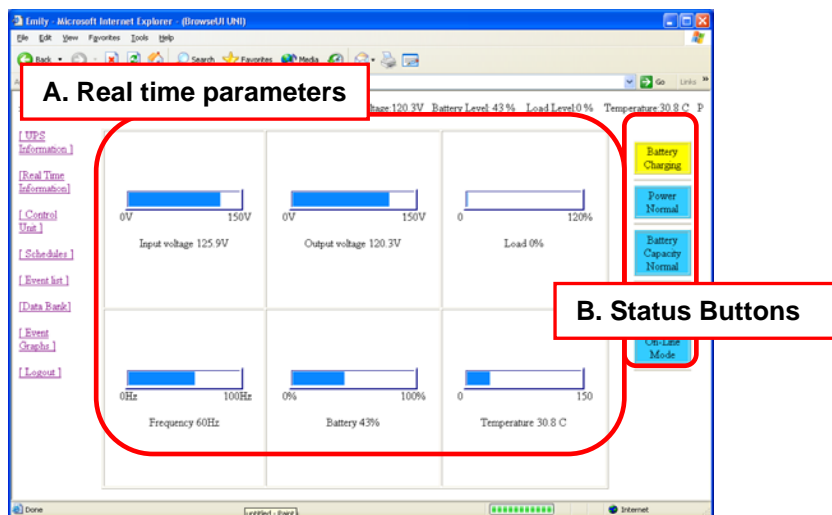 Emily - Microsoft Internet Explorer - (BrowseUI UNI)
File Edit View Favorites Tools Help
Back Search Favorites Media
Go Links »
A. Real time parameters
120.3V Battery Level: 43 % Load Level:0 % Temperature:30.8 C P
[ UPS
Information ]
[Real Time
Information]
[ Control
Unit ]
[ Schedules ]
[ Event list ]
[Data Bank]
[ Event
Graphs ]
[ Logout ]
0V 150V
Input voltage 125.9V
0V 150V
Output voltage 120.3V
0 120%
Load 0%
0Hz 100Hz
Frequency 60Hz
0% 100%
Battery 43%
0 150
Temperature 30.8 C
Battery
Charging
Power
Normal
Battery
Capacity
Normal
B. Status Buttons
On-Line
Mode
Done
untitled - Paint
Internet